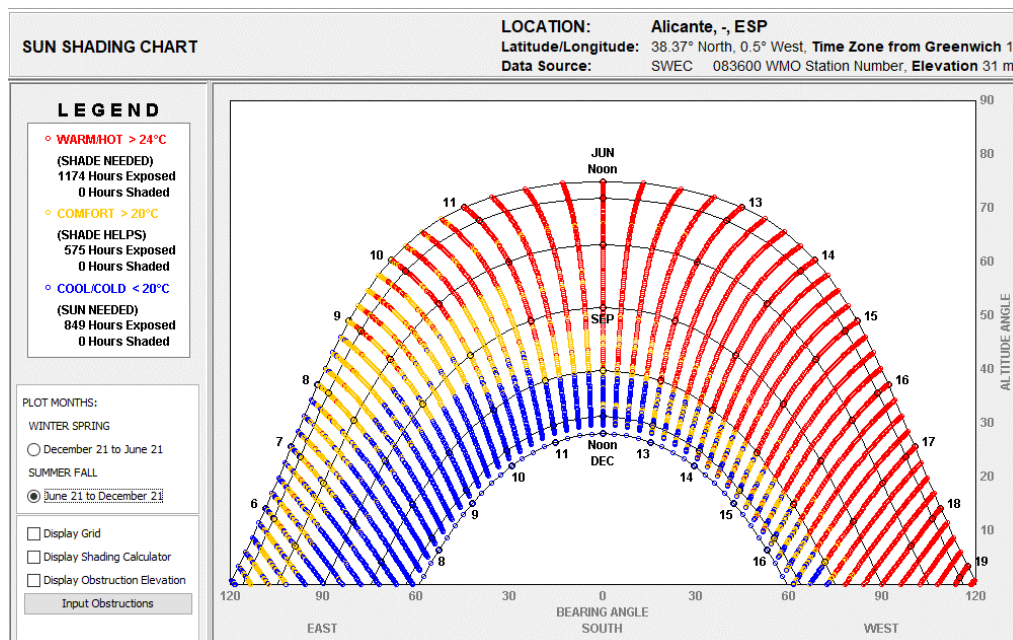 SUN SHADING CHART
LOCATION: Alicante, -, ESP
Latitude/Longitude: 38.37° North, 0.5° West, Time Zone from Greenwich 1
Data Source: SWEC 083600 WMO Station Number, Elevation 31 m
LEGEND
WARM/HOT > 24°C
(SHADE NEEDED)
1174 Hours Exposed
0 Hours Shaded
COMFORT > 20°C
(SHADE HELPS)
575 Hours Exposed
0 Hours Shaded
COOL/COLD < 20°C
(SUN NEEDED)
849 Hours Exposed
0 Hours Shaded
PLOT MONTHS:
WINTER SPRING
December 21 to June 21
SUMMER FALL
June 21 to December 21
Display Grid
Display Shading Calculator
Display Obstruction Elevation
Input Obstructions
90
80
70
60
50
40
30
20
10
ALTITUDE ANGLE
JUN
Noon
11
13
10
14
9
15
SEP
8
16
7
17
6
18
19
Noon
DEC
11
13
10
14
9
15
8
16
120 90 60 30 0 30 60 90 120
BEARING ANGLE
EAST SOUTH WEST